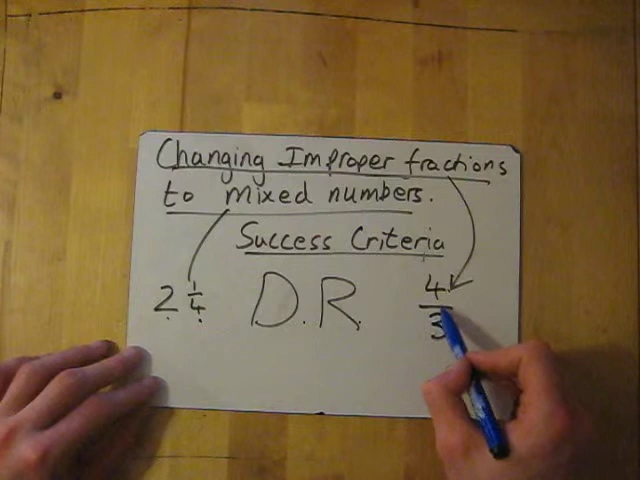 Changing Improper fractions
to mixed numbers.
Success Criteria
2 1/4 D.R. 4/3